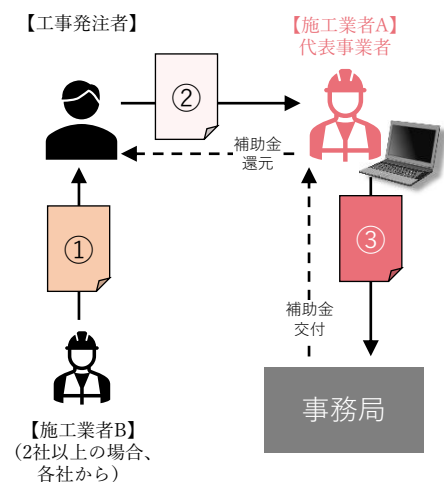 【工事発注者】
【施工業者A】
代表事業者
②
補助金
還元
①
③
補助金
交付
事務局
【施工業者B】
（2社以上の場合、
各社から）